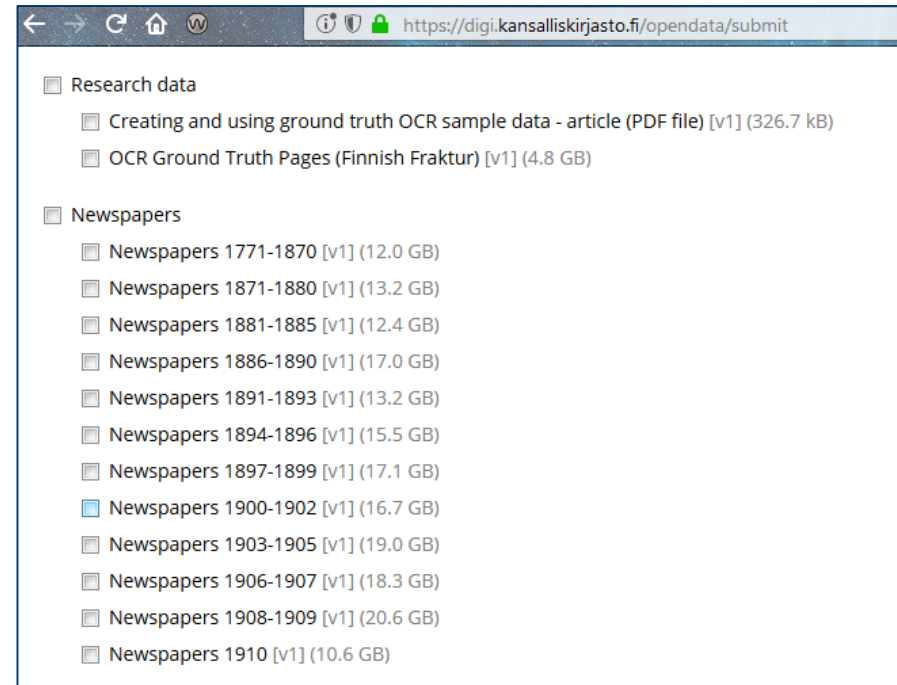 https://digi.kansalliskirjasto.fi/opendata/submit
Research data
Creating and using ground truth OCR sample data - article (PDF file) [v1] (326.7 kB)
OCR Ground Truth Pages (Finnish Fraktur) [v1] (4.8 GB)
Newspapers
Newspapers 1771-1870 [v1] (12.0 GB)
Newspapers 1871-1880 [v1] (13.2 GB)
Newspapers 1881-1885 [v1] (12.4 GB)
Newspapers 1886-1890 [v1] (17.0 GB)
Newspapers 1891-1893 [v1] (13.2 GB)
Newspapers 1894-1896 [v1] (15.5 GB)
Newspapers 1897-1899 [v1] (17.1 GB)
Newspapers 1900-1902 [v1] (16.7 GB)
Newspapers 1903-1905 [v1] (19.0 GB)
Newspapers 1906-1907 [v1] (18.3 GB)
Newspapers 1908-1909 [v1] (20.6 GB)
Newspapers 1910 [v1] (10.6 GB)